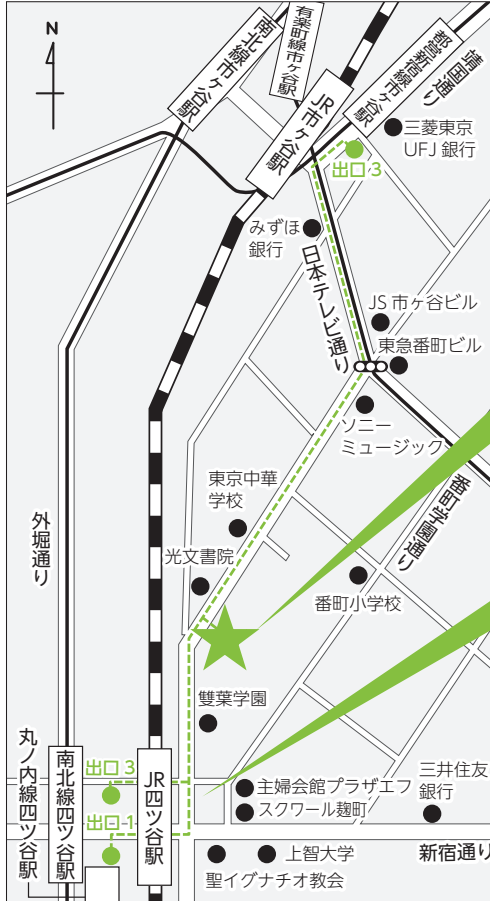 N
南北線市ヶ谷駅
有楽町線市ヶ谷駅
JR市ヶ谷駅
都営新宿線市ヶ谷駅
靖国通り
三菱東京
UFJ 銀行
出口 3
みずほ
銀行
日本テレビ通り
JS 市ヶ谷ビル
東急番町ビル
ソニー
ミュージック
番町学園通り
東京中華
学校
外堀通り
光文書院
番町小学校
雙葉学園
丸ノ内線四ツ谷駅
南北線四ツ谷駅
出口 3
出口 1
JR 四ツ谷駅
主婦会館プラザエフ
スクワール麹町
三井住友
銀行
新宿通り
上智大学
聖イグナチオ教会